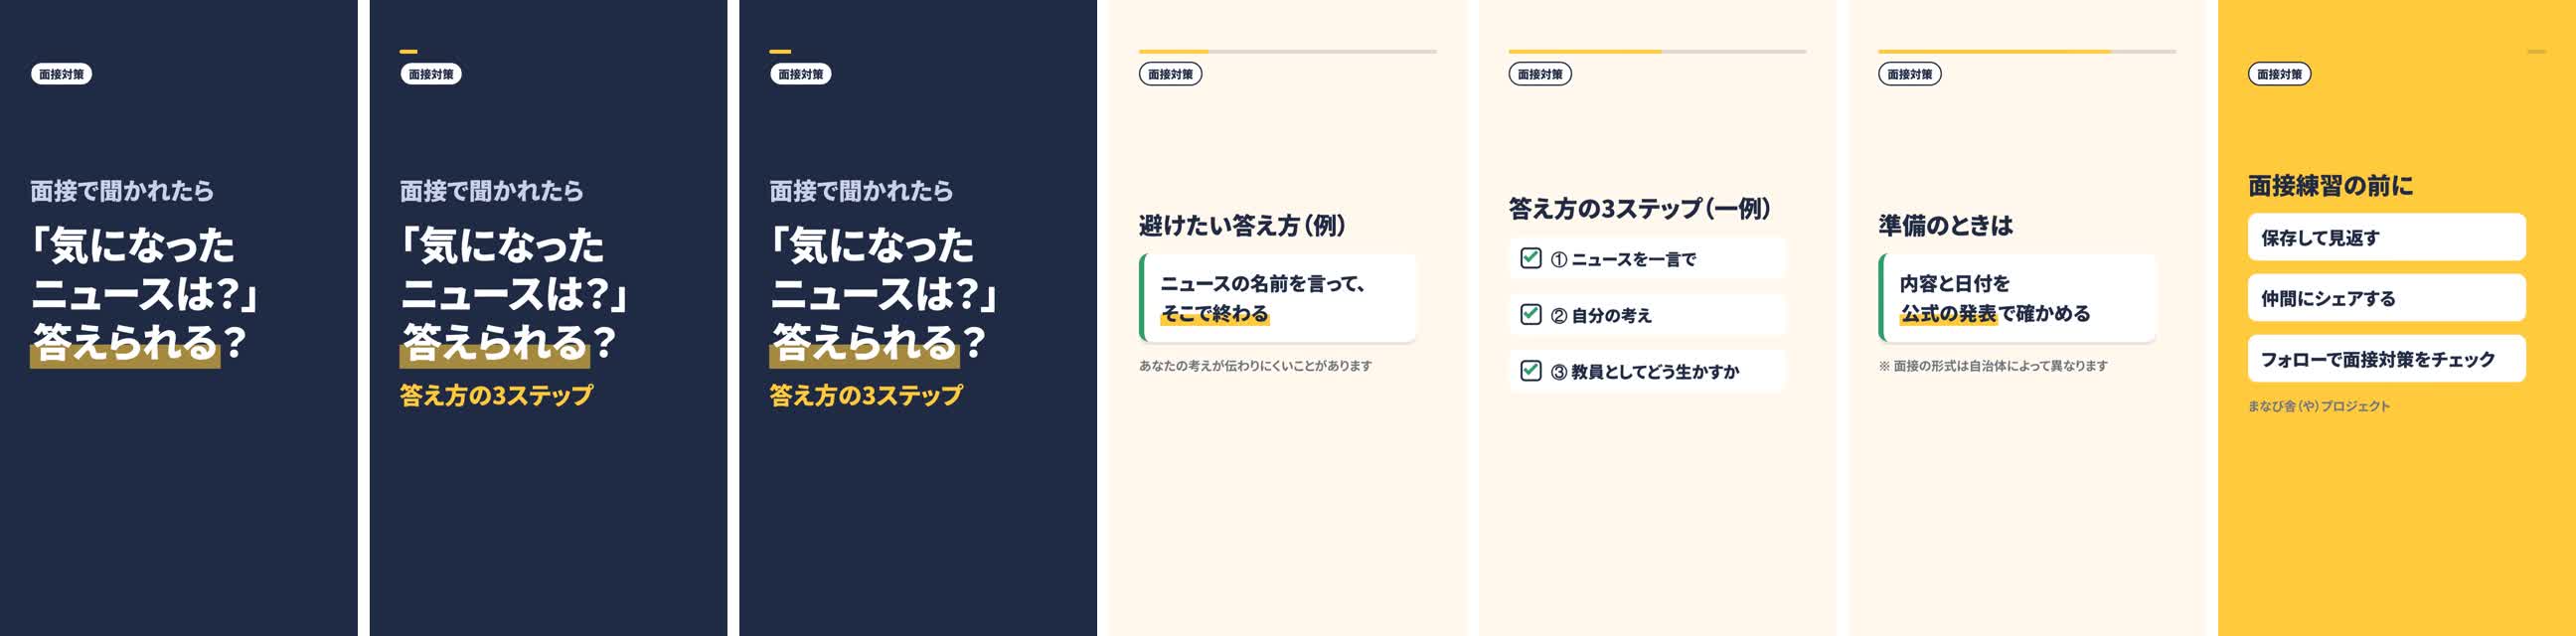 面接対策
面接で聞かれたら
「気になった
ニュースは？」
答えられる？
面接対策
面接で聞かれたら
「気になった
ニュースは？」
答えられる？
答え方の3ステップ
面接対策
面接で聞かれたら
「気になった
ニュースは？」
答えられる？
答え方の3ステップ
面接対策
避けたい答え方（例）
ニュースの名前を言って、
そこで終わる
あなたの考えが伝わりにくいことがあります
面接対策
答え方の3ステップ（一例）
① ニュースを一言で
② 自分の考え
③ 教員としてどう生かすか
面接対策
準備のときは
内容と日付を
公式の発表で確かめる
※ 面接の形式は自治体によって異なります
面接対策
面接練習の前に
保存して見返す
仲間にシェアする
フォローで面接対策をチェック
まなび舎（や）プロジェクト